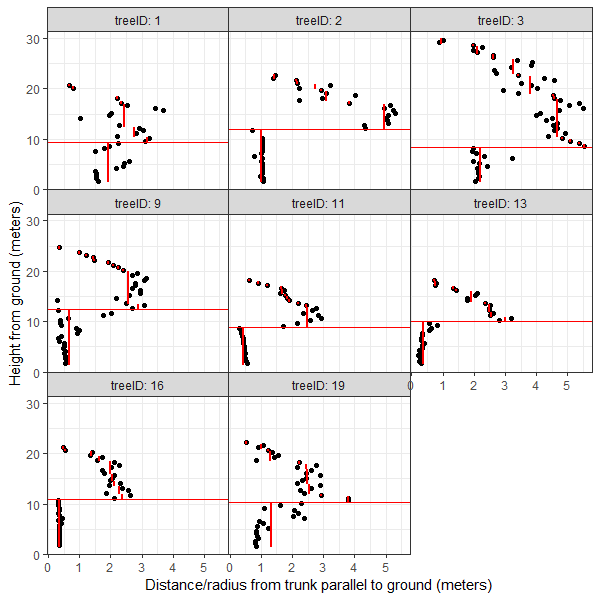 treeID: 1 treeID: 2 treeID: 3
30
20
10
0
treeID: 9 treeID: 11 treeID: 13
30
20
10
0
0 1 2 3 4 5
treeID: 16 treeID: 19
30
20
10
0
0 1 2 3 4 5 0 1 2 3 4 5
Height from ground (meters)
Distance/radius from trunk parallel to ground (meters)